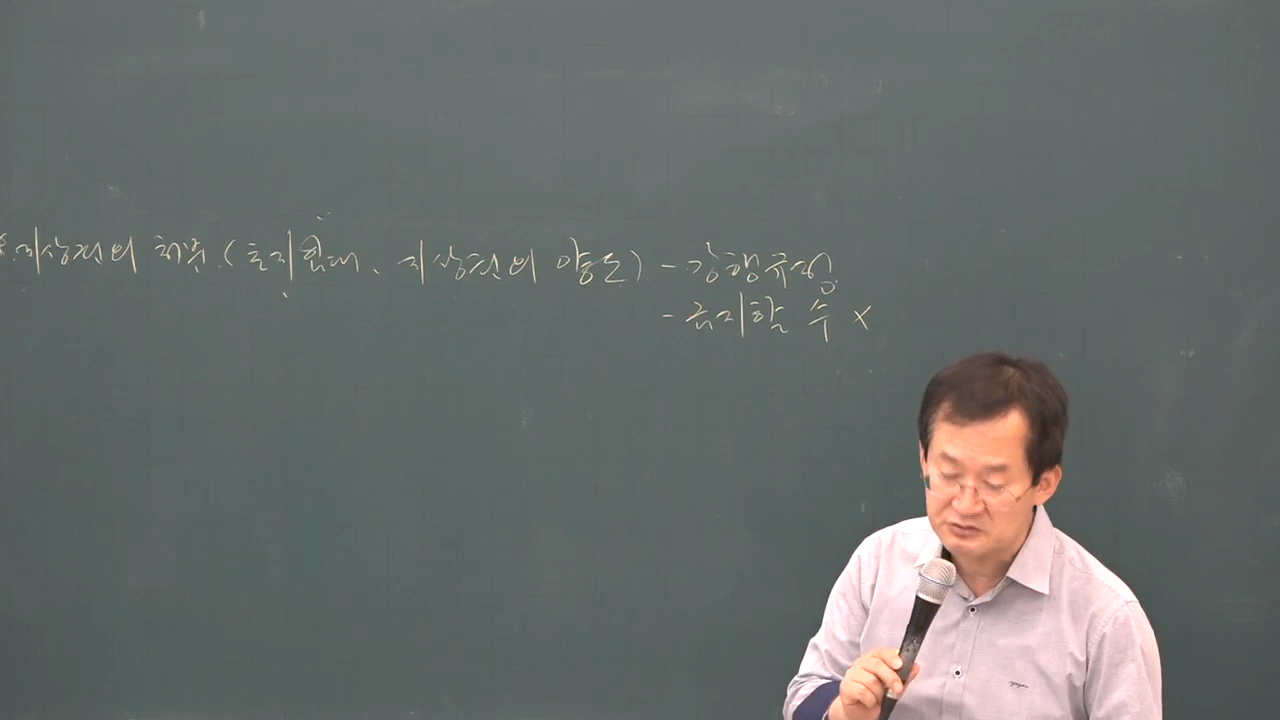 ※ 지상권의 처분 (토지임대, 지상권의 양도) - 강행규정
- 금지할 수 x